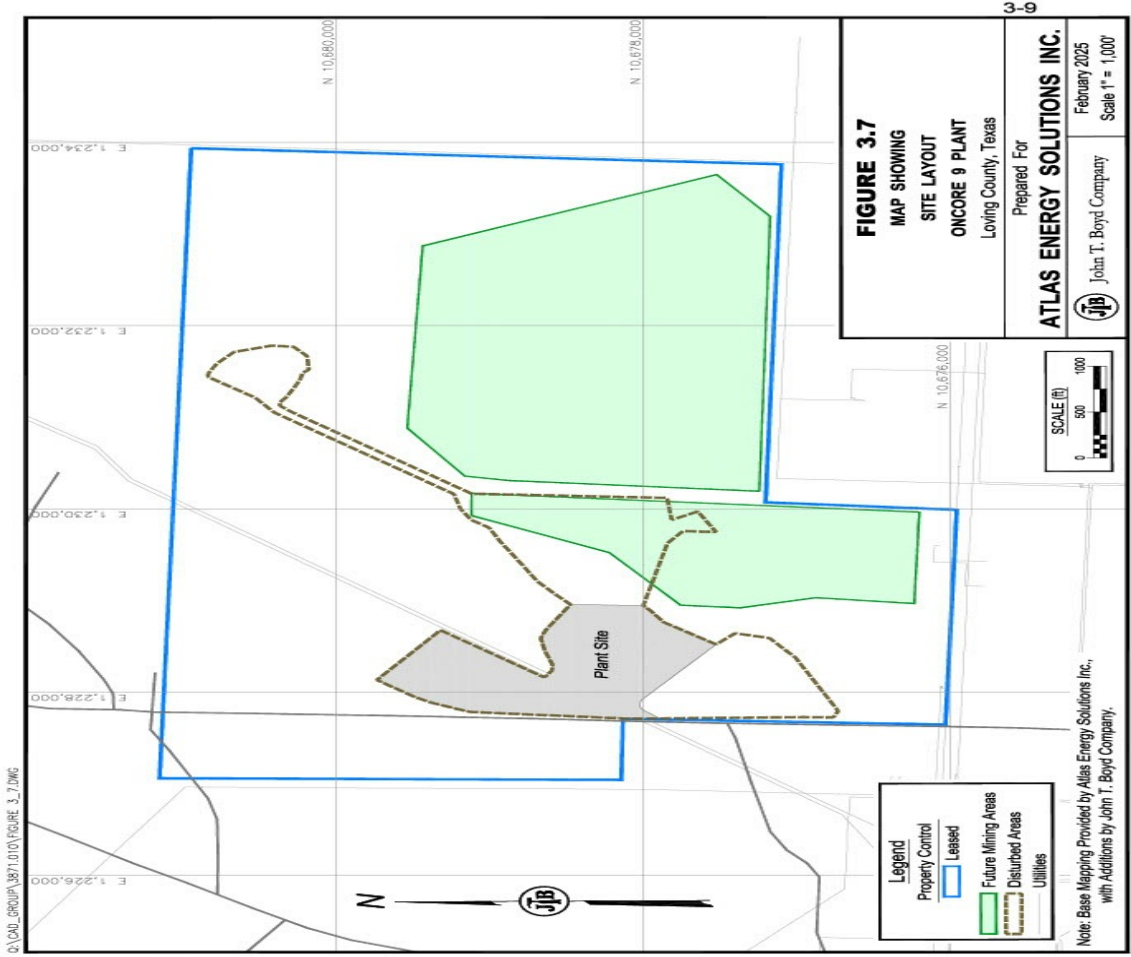 3-9
Q:\CAD_GROUP\3871.010\FIGURE 3_7.DWG
N 10,680,000
N 10,678,000
N 10,676,000
E 1,234,000
E 1,232,000
E 1,230,000
E 1,228,000
E 1,226,000
Plant Site
N
JTB
Legend
Property Control
Leased
Future Mining Areas
Disturbed Areas
Utilities
Note: Base Mapping Provided by Atlas Energy Solutions Inc.,
with Additions by John T. Boyd Company.
SCALE (ft)
0 500 1000
FIGURE 3.7
MAP SHOWING
SITE LAYOUT
ONCORE 9 PLANT
Loving County, Texas
Prepared For
ATLAS ENERGY SOLUTIONS INC.
JTB John T. Boyd Company
February 2025
Scale 1" = 1,000'